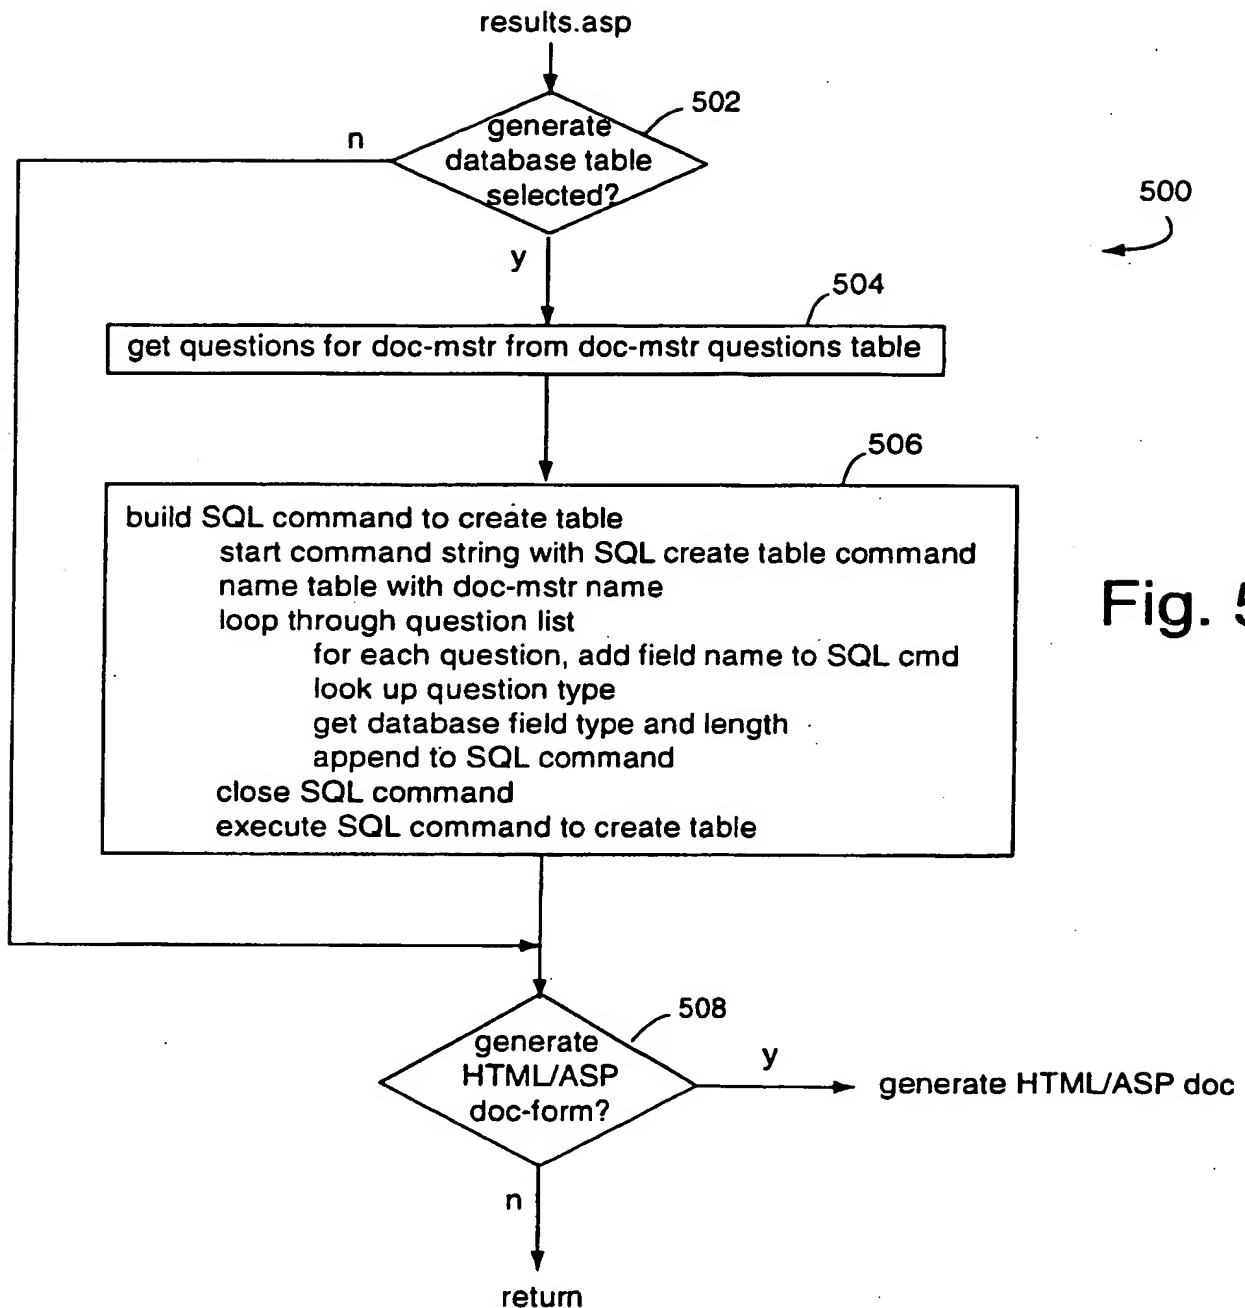 results.asp
502
n
generate
database table
selected?
500
y
504
get questions for doc-mstr from doc-mstr questions table
506
build SQL command to create table
start command string with SQL create table command
name table with doc-mstr name
loop through question list
for each question, add field name to SQL cmd
look up question type
get database field type and length
append to SQL command
close SQL command
execute SQL command to create table
Fig. 5
508
generate
HTML/ASP
doc-form?
y
generate HTML/ASP doc
n
return